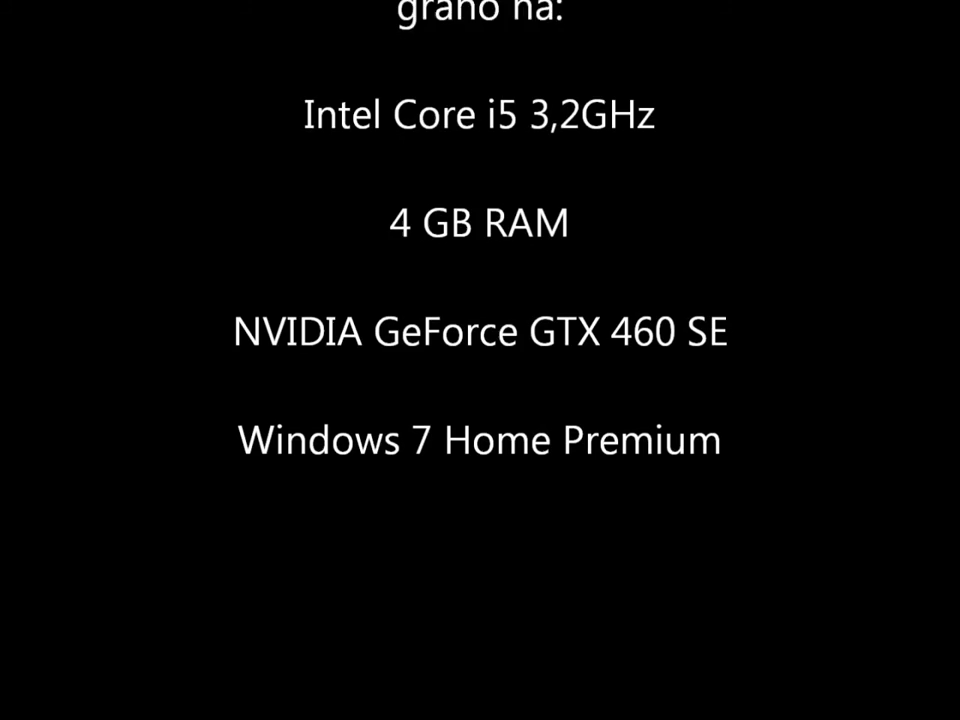 grano na:
Intel Core i5 3,2GHz
4 GB RAM
NVIDIA GeForce GTX 460 SE
Windows 7 Home Premium